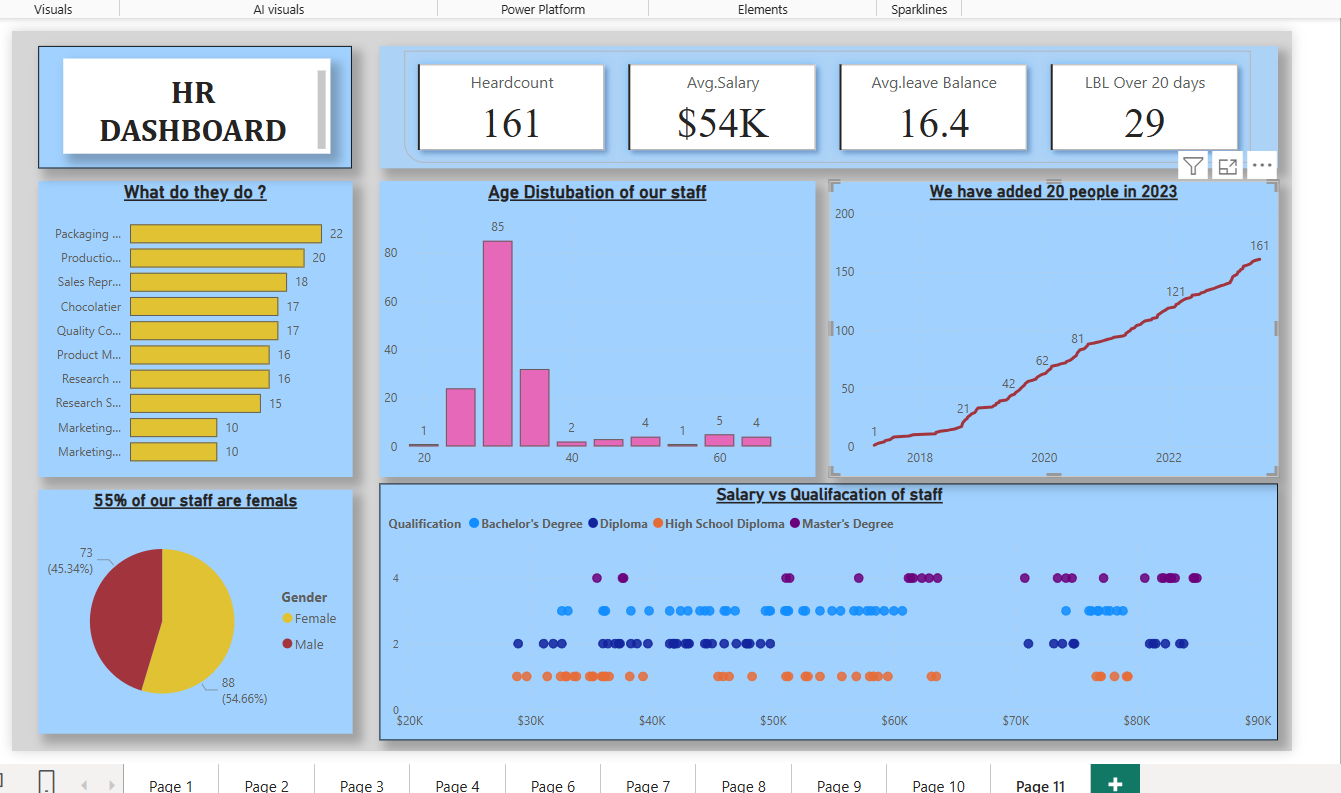 Visuals
AI visuals
Power Platform
Elements
Sparklines
HR
DASHBOARD
Heardcount
161
Avg.Salary
$54K
Avg.leave Balance
16.4
LBL Over 20 days
29
What do they do ?
Packaging ... 22
Productio... 20
Sales Repr... 18
Chocolatier 17
Quality Co... 17
Product M... 16
Research ... 16
Research S... 15
Marketing... 10
Marketing... 10
Age Distubation of our staff
80
60
40
20
0
1
85
2
4
1
5
4
20
40
60
We have added 20 people in 2023
200
150
100
50
0
1
21
42
62
81
121
161
2018
2020
2022
55% of our staff are femals
73
(45.34%)
88
(54.66%)
Gender
Female
Male
Salary vs Qualifacation of staff
Qualification Bachelor's Degree Diploma High School Diploma Master's Degree
4
2
0
$20K
$30K
$40K
$50K
$60K
$70K
$80K
$90K
Page 1
Page 2
Page 3
Page 4
Page 6
Page 7
Page 8
Page 9
Page 10
Page 11
+